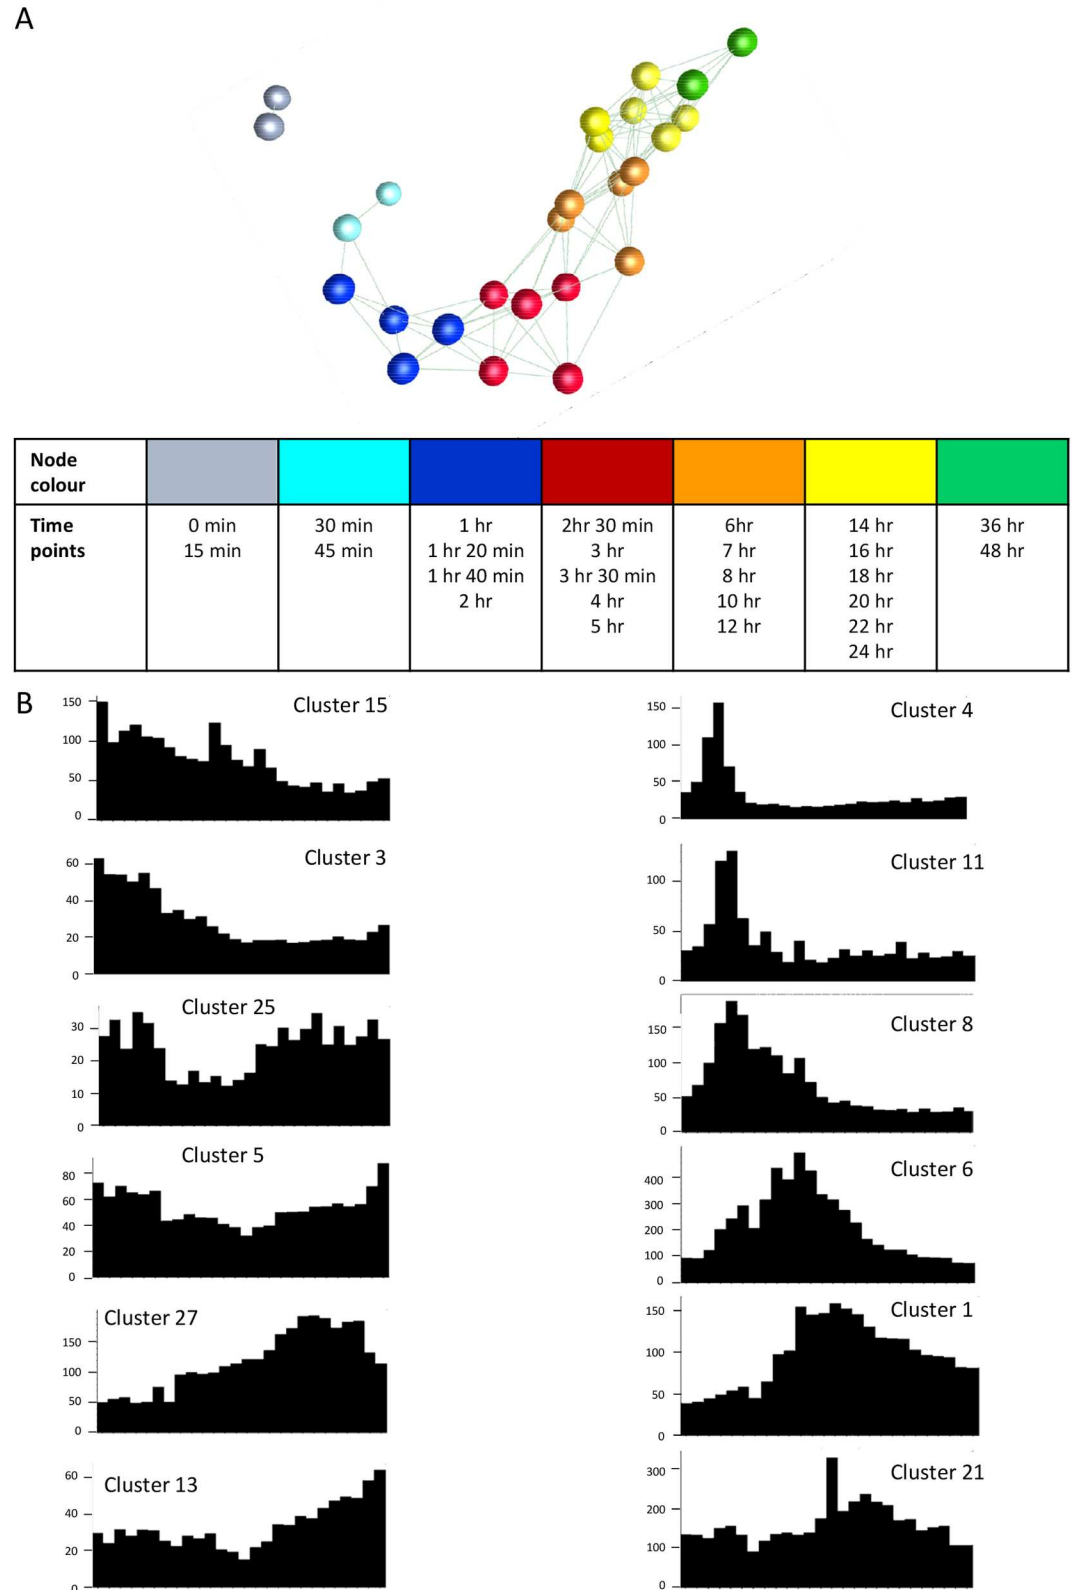 A
Node colour
Time points
0 min
15 min
30 min
45 min
1 hr
1 hr 20 min
1 hr 40 min
2 hr
2hr 30 min
3 hr
3 hr 30 min
4 hr
5 hr
6hr
7 hr
8 hr
10 hr
12 hr
14 hr
16 hr
18 hr
20 hr
22 hr
24 hr
36 hr
48 hr
B
Cluster 15
150
100
50
0
Cluster 4
150
100
50
0
Cluster 3
60
40
20
0
Cluster 11
100
50
0
Cluster 25
30
20
10
0
Cluster 8
150
100
50
0
Cluster 5
80
60
40
20
0
Cluster 6
400
300
200
100
0
Cluster 27
150
100
50
0
Cluster 1
150
100
50
0
Cluster 13
60
40
20
0
Cluster 21
300
200
100
0